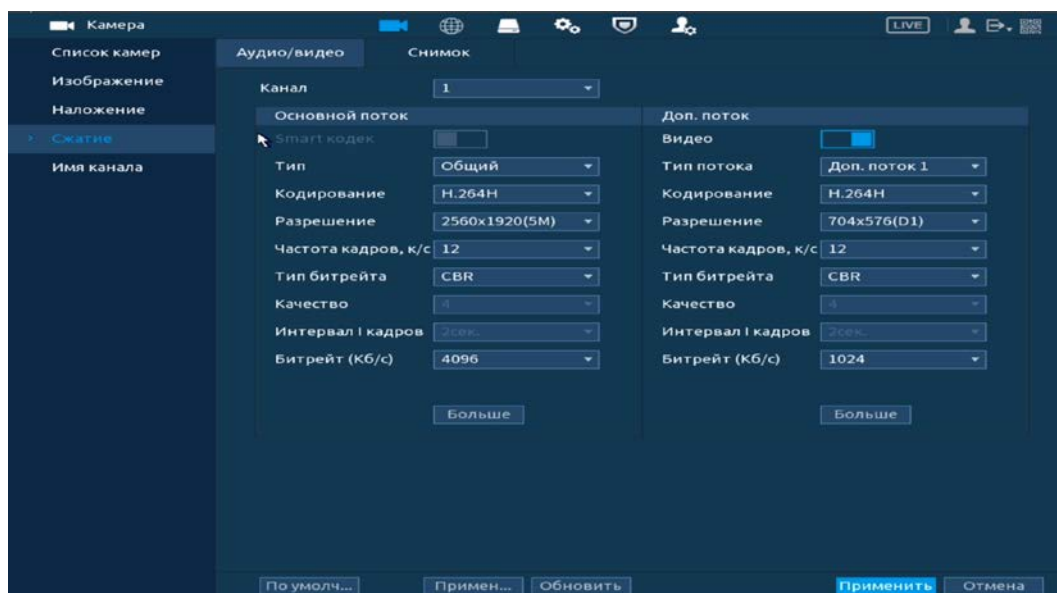 Камера
LIVE
Список камер
Изображение
Наложение
Сжатие
Имя канала
Аудио/видео Снимок
Канал 1
Основной поток
Smart кодек
Тип Общий
Кодирование H.264H
Разрешение 2560x1920(5M)
Частота кадров, к/с 12
Тип битрейта CBR
Качество 4
Интервал I кадров 2сек.
Битрейт (Кб/с) 4096
Больше
Доп. поток
Видео
Тип потока Доп. поток 1
Кодирование H.264H
Разрешение 704x576(D1)
Частота кадров, к/с 12
Тип битрейта CBR
Качество 4
Интервал I кадров 2сек.
Битрейт (Кб/с) 1024
Больше
По умолч... Примен... Обновить Применить Отмена